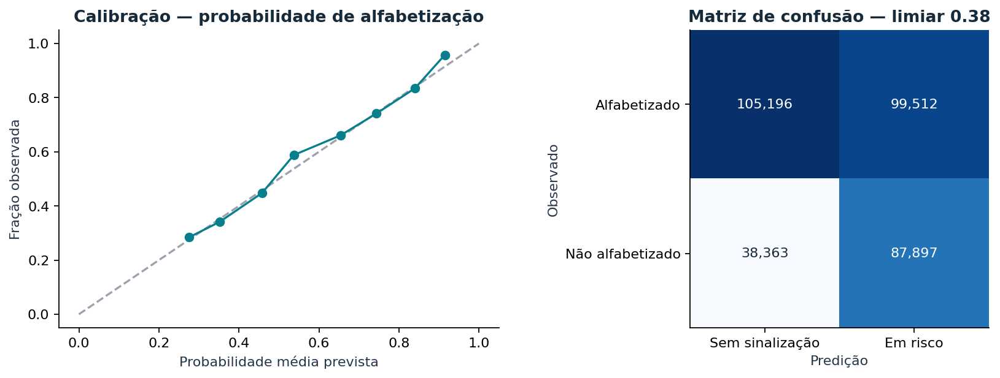 Calibração — probabilidade de alfabetização
Fração observada
1.0
0.8
0.6
0.4
0.2
0.0
0.0 0.2 0.4 0.6 0.8 1.0
Probabilidade média prevista
Matriz de confusão — limiar 0.38
Observado
Alfabetizado
105,196 99,512
Não alfabetizado
38,363 87,897
Sem sinalização Em risco
Predição